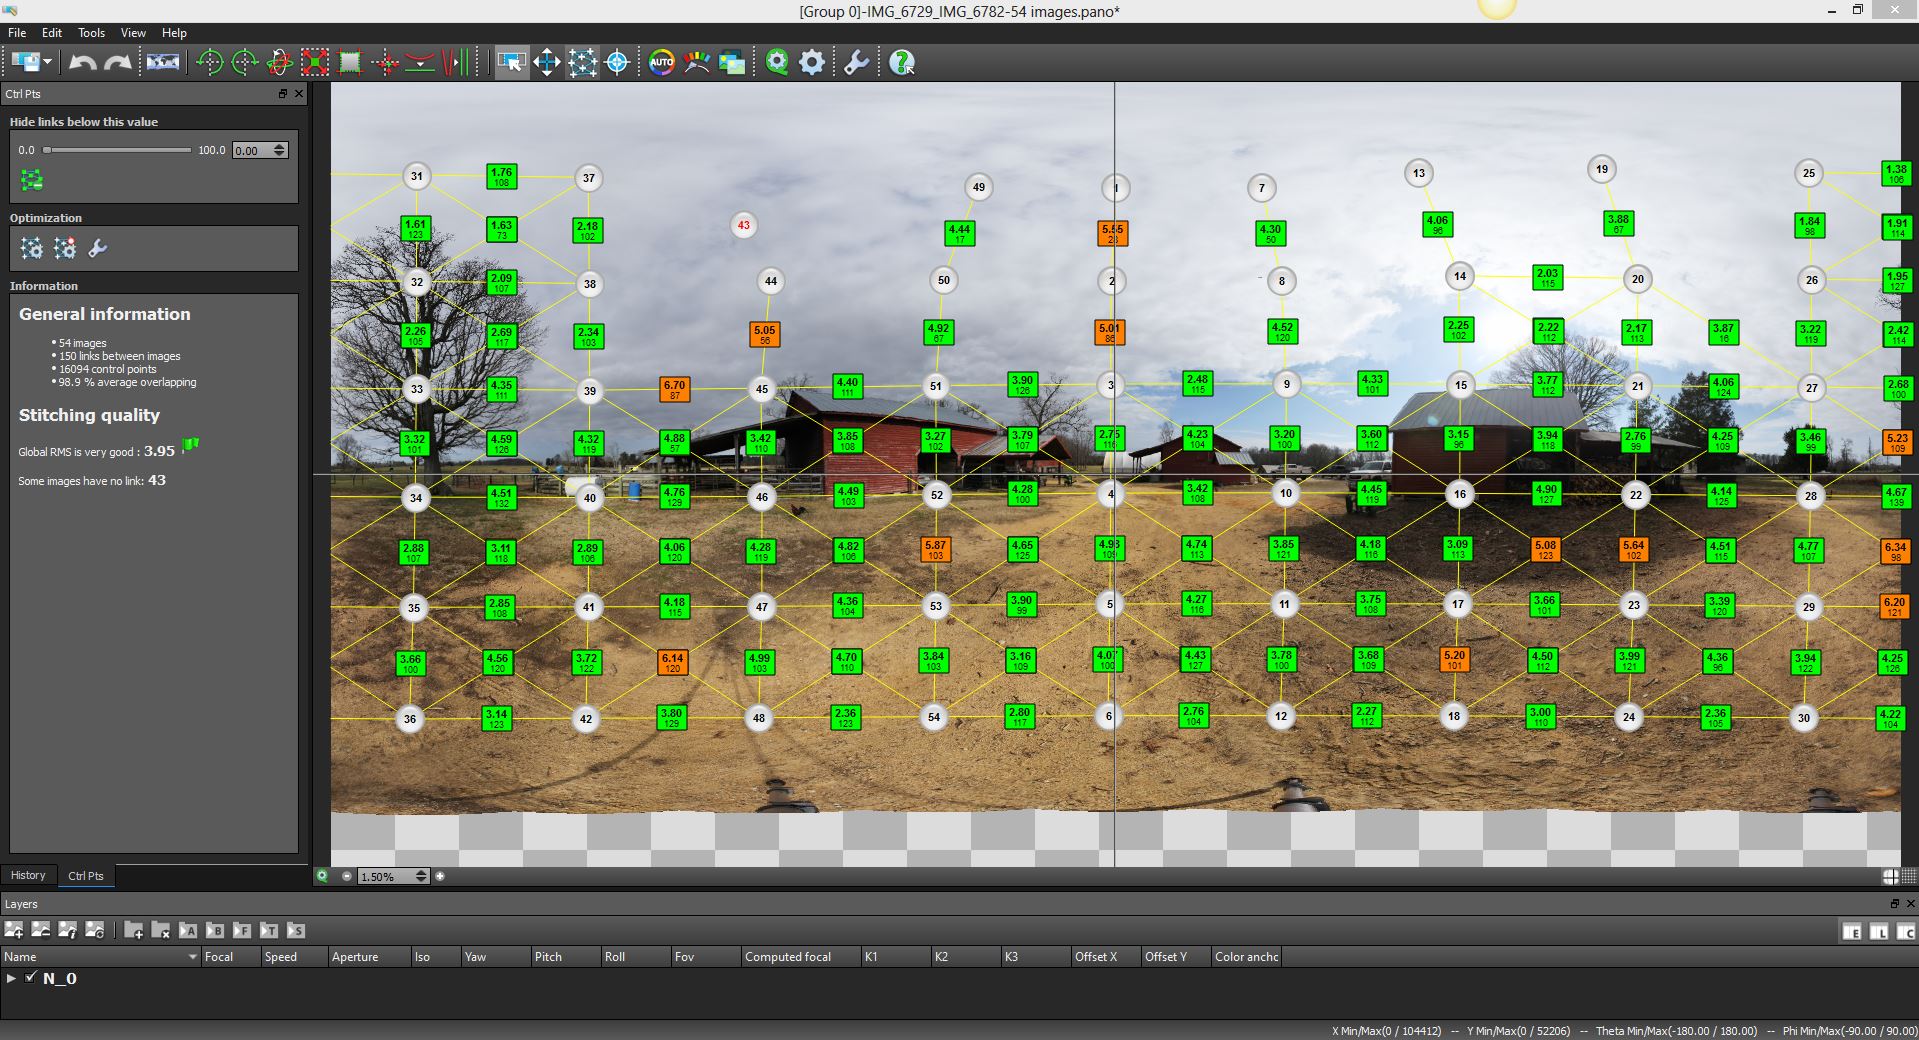 [Group 0]-IMG_6729_IMG_6782-54 images.pano*
File Edit Tools View Help
AUTO
Ctrl Pts
Hide links below this value
0.0 100.0 0.00
Optimization
Information
General information
• 54 images
• 150 links between images
• 16094 control points
• 98.9 % average overlapping
Stitching quality
Global RMS is very good : 3.95
Some images have no link: 43
31 1.76 108 37 49 1 7 13 19 25 1.38 106
1.61 123 1.63 73 2.18 102 43 4.44 17 5.55 4.30 50 4.06 96 3.88 67 1.84 98 1.91 114
32 2.09 107 38 44 50 2 8 14 2.03 115 20 26 1.95 127
2.26 105 2.69 117 2.34 103 5.05 56 4.92 67 5.01 86 4.52 120 2.25 102 2.22 112 2.17 113 3.87 16 3.22 119 2.42 114
33 4.35 111 39 6.70 87 45 4.40 111 51 3.90 126 3 2.48 115 9 4.33 101 15 3.77 112 21 4.06 124 27 2.68 100
3.32 101 4.59 126 4.32 119 4.88 57 3.42 110 3.85 108 3.27 102 3.79 107 2.75 116 4.23 104 3.20 103 3.60 112 3.15 96 3.94 118 2.76 99 4.25 109 3.46 99 5.23 109
34 4.51 132 40 4.76 129 46 4.49 103 52 4.28 100 4 3.42 108 10 4.45 119 16 4.90 127 22 4.14 125 28 4.67 139
2.88 107 3.11 118 2.89 106 4.06 120 4.28 119 4.82 106 5.87 103 4.65 125 4.98 4.74 113 3.85 121 4.18 116 3.09 113 5.08 123 5.64 102 4.51 115 4.77 107 6.34 98
35 2.85 108 41 4.18 115 47 4.36 104 53 3.90 99 5 4.27 116 11 3.75 108 17 3.66 101 23 3.39 120 29 6.20 121
3.66 100 4.56 120 3.72 122 6.14 120 4.99 103 4.70 110 3.84 103 3.16 109 4.07 100 4.43 127 3.78 100 3.68 109 5.20 101 4.50 112 3.99 121 4.36 96 3.94 122 4.25 126
36 3.14 123 42 3.80 129 48 2.36 123 54 2.80 117 6 2.76 104 12 2.27 112 18 3.00 110 24 2.36 105 30 4.22 104
History Ctrl Pts
1.50%
Layers
A B F T S E L C
Name Focal Speed Aperture Iso Yaw Pitch Roll Fov Computed focal K1 K2 K3 Offset X Offset Y Color anchc
N_0
X Min/Max(0 / 104412) -- Y Min/Max(0 / 52206) -- Theta Min/Max(-180.00 / 180.00) -- Phi Min/Max(-90.00 / 90.00)